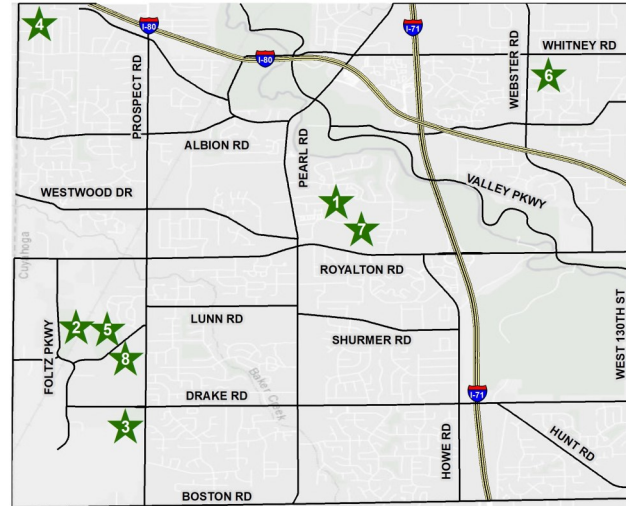 4
I-80
I-71
WEBSTER RD
WHITNEY RD
I-80
6
PROSPECT RD
ALBION RD
PEARL RD
WESTWOOD DR
VALLEY PKWY
1
7
Cuyahoga
ROYALTON RD
LUNN RD
2
5
8
FOLTZ PKWY
SHURMER RD
WEST 130TH ST
Baker Creek
DRAKE RD
I-71
3
HOWE RD
HUNT RD
BOSTON RD